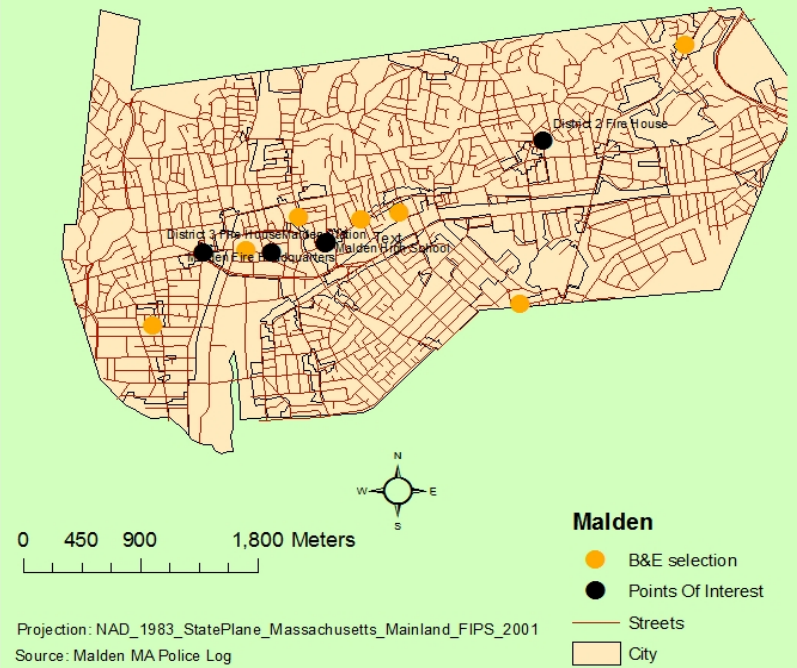 District 2 Fire House
District 3 Fire House
Malden Station
Text
Malden High School
Malden Fire Headquarters
N
W E
S
0 450 900 1,800 Meters
Malden
B&E selection
Points Of Interest
Streets
City
Projection: NAD_1983_StatePlane_Massachusetts_Mainland_FIPS_2001
Source: Malden MA Police Log